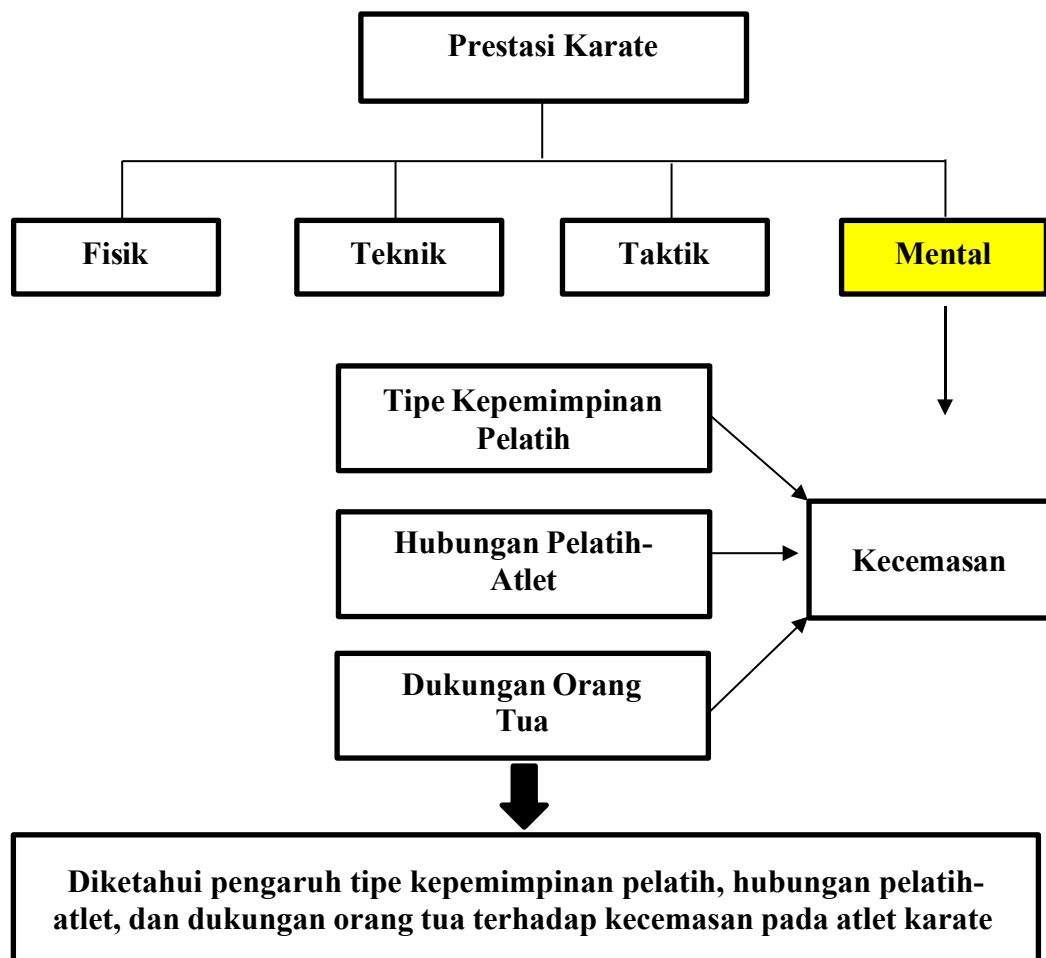 Prestasi Karate
Fisik
Teknik
Taktik
Mental
Tipe Kepemimpinan
Pelatih
Hubungan Pelatih-
Atlet
Kecemasan
Dukungan Orang
Tua
Diketahui pengaruh tipe kepemimpinan pelatih, hubungan pelatih-
atlet, dan dukungan orang tua terhadap kecemasan pada atlet karate